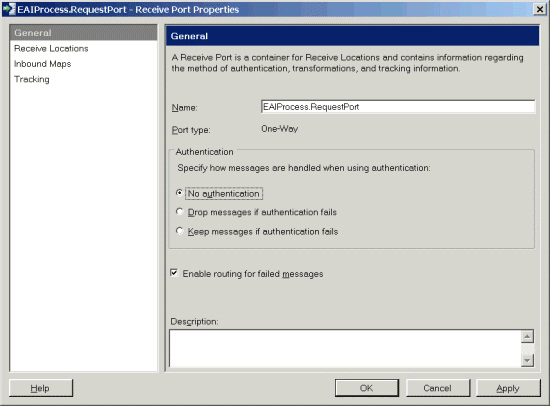 EAIProcess.RequestPort - Receive Port Properties
General
Receive Locations
Inbound Maps
Tracking
General
A Receive Port is a container for Receive Locations and contains information regarding
the method of authentication, transformations, and tracking information.
Name:
EAIProcess.RequestPort
Port type:
One-Way
Authentication
Specify how messages are handled when using authentication:
No authentication
Drop messages if authentication fails
Keep messages if authentication fails
Enable routing for failed messages
Description:
Help
OK
Cancel
Apply